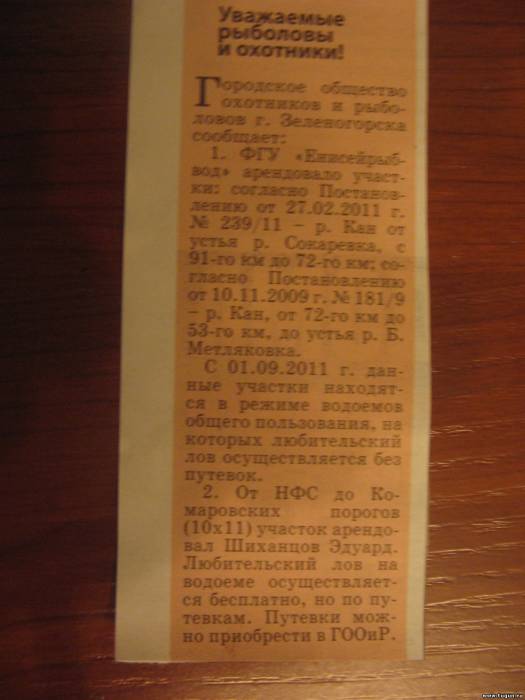 Уважаемые
рыболовы
и охотники!
Городское общество
охотников и рыбо-
ловов г. Зеленогорска
сообщает:
1. ФГУ «Енисейрыб-
вод» арендовало участ-
ки: согласно Постанов-
лению от 27.02.2011 г.
№ 239/11 – р. Кан от
устья р. Сокаревка, с
91-го км до 72-го км; со-
гласно Постановлению
от 10.11.2009 г. № 181/9
– р. Кан, от 72-го км до
53-го км, до устья р. Б.
Метляковка.
С 01.09.2011 г. дан-
ные участки находят-
ся в режиме водоемов
общего пользования, на
которых любительский
лов осуществляется без
путевок.
2. От НФС до Ко-
маровских порогов
(10х11) участок арендо-
вал Шиханцов Эдуард.
Любительский лов на
водоеме осуществляет-
ся бесплатно, но по пу-
тевкам. Путевки мож-
но приобрести в ГООиР.